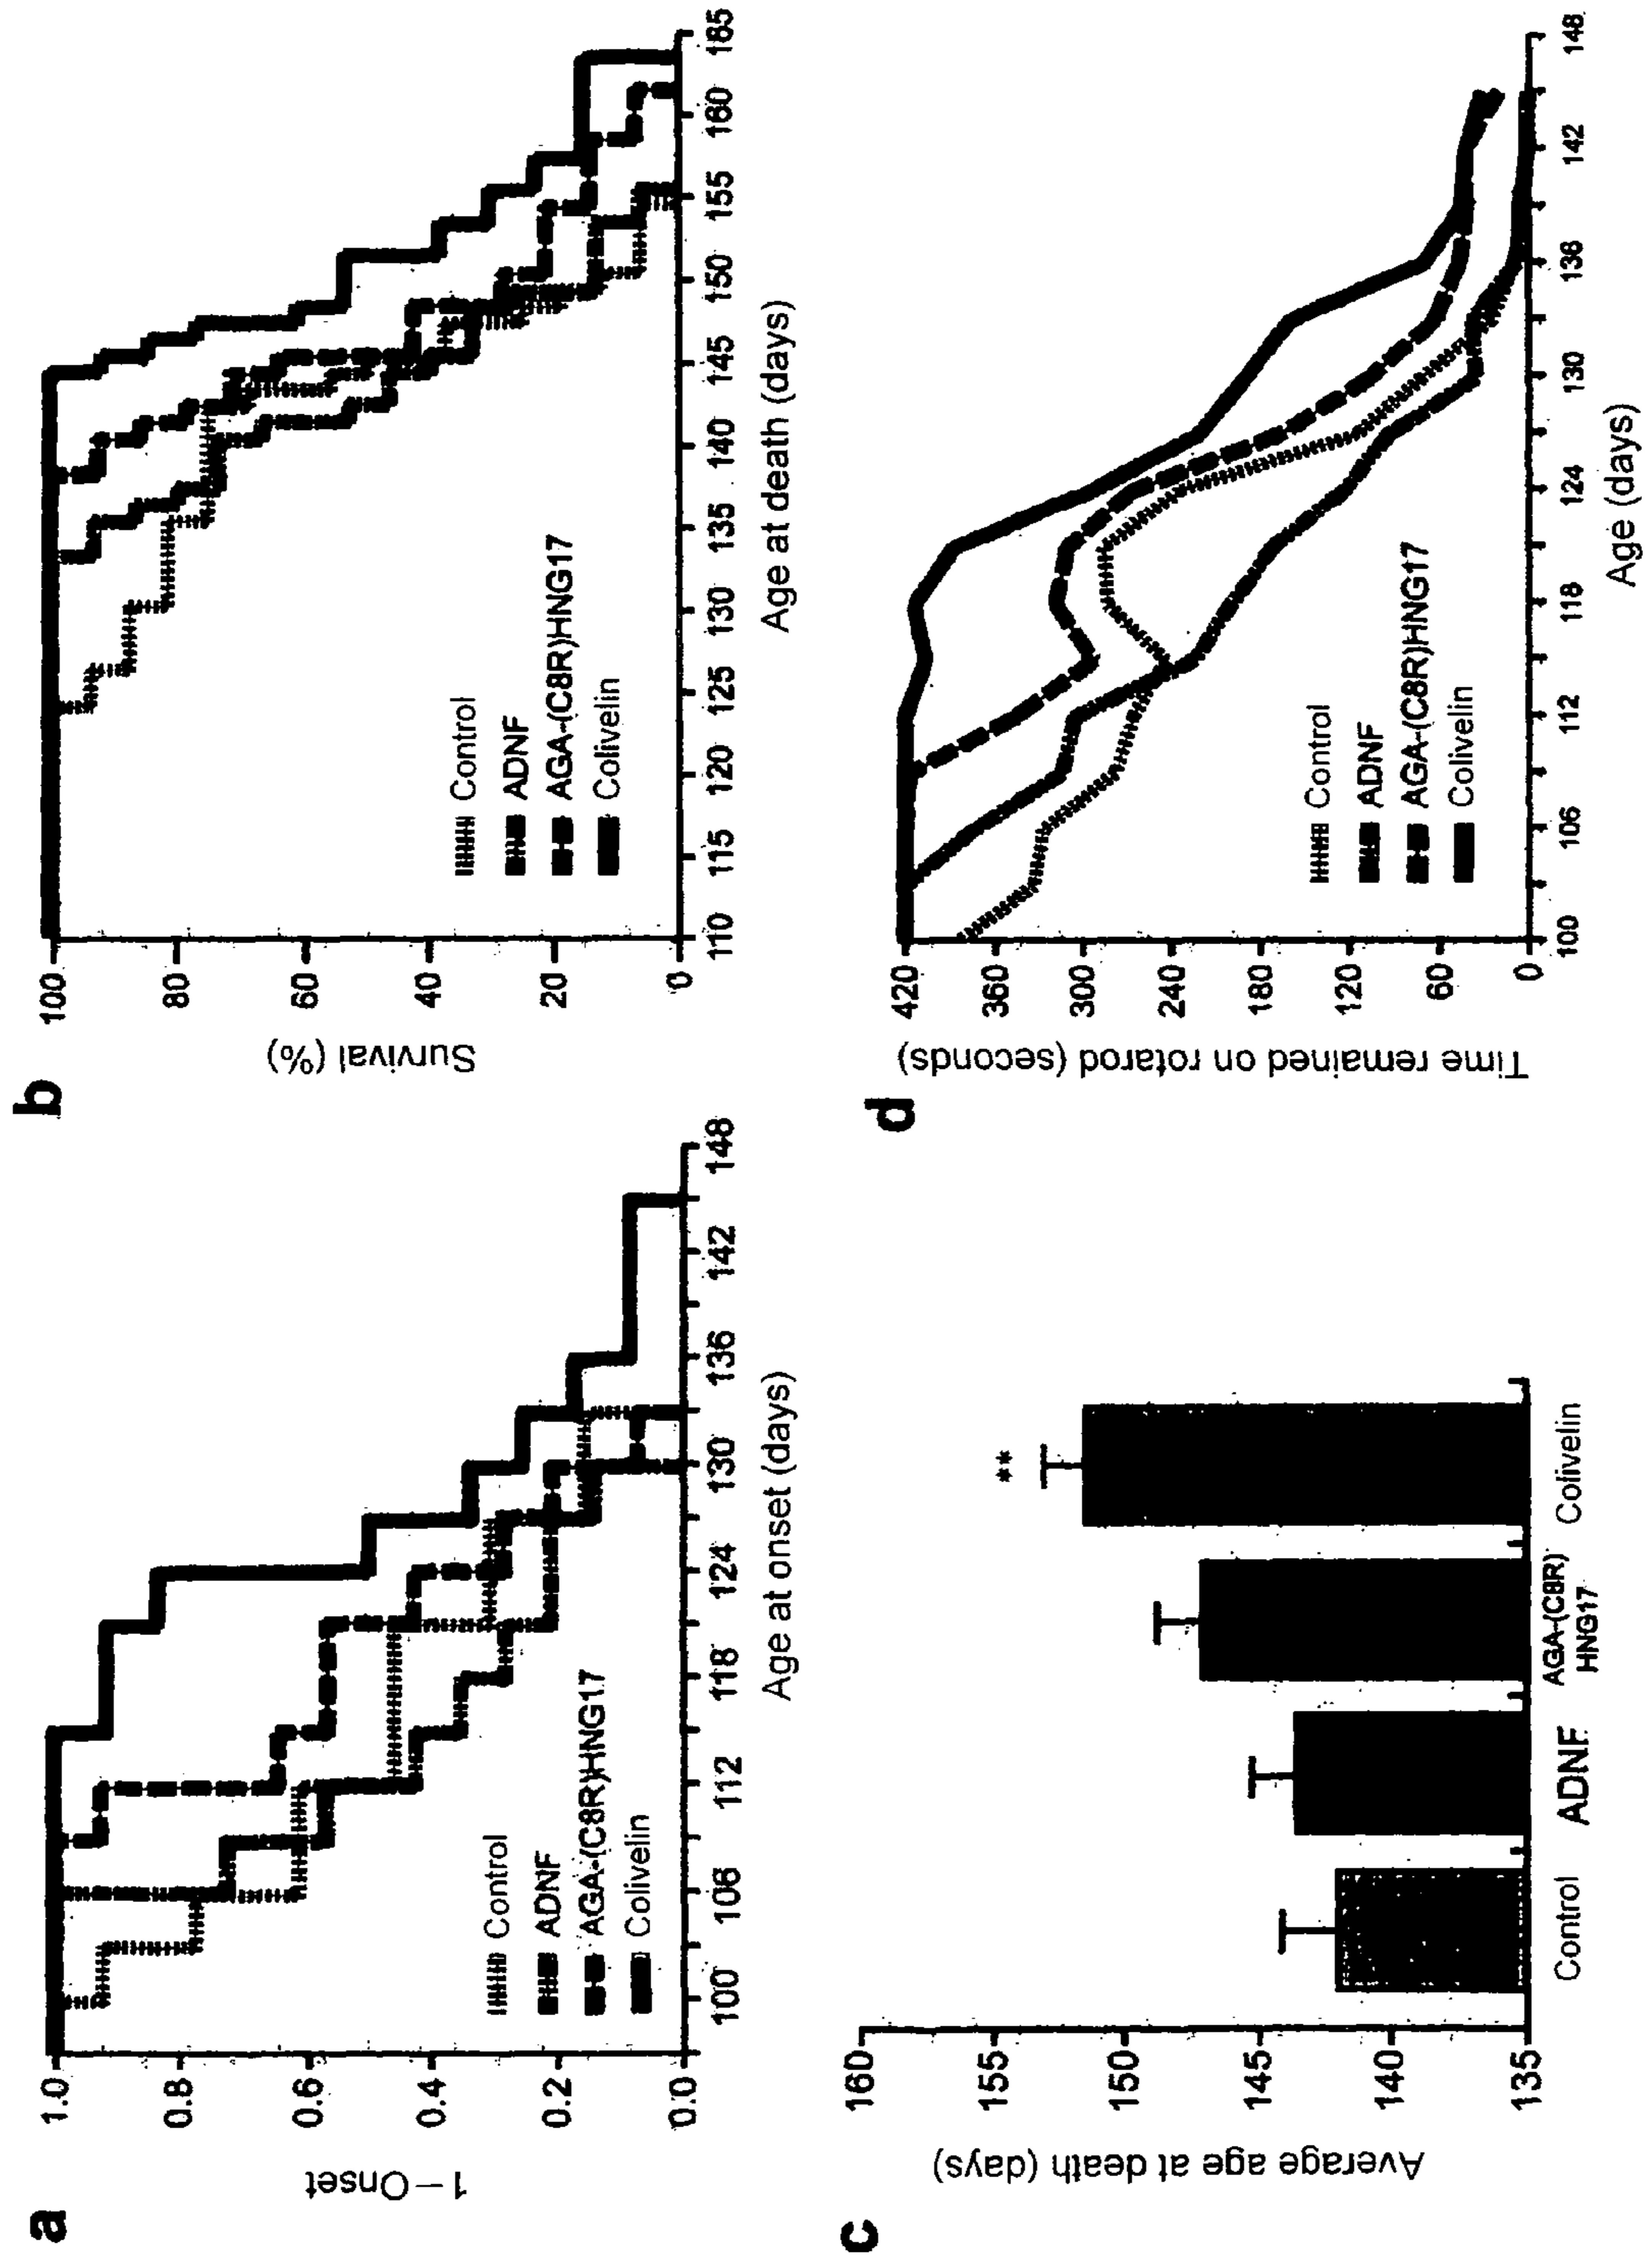 a
1−Onset
1.0
0.8
0.6
0.4
0.2
0.0
Control
ADNF
AGA-(C8R)HNG17
Colivelin
100
106
112
118
124
130
136
142
148
Age at onset (days)
b
Survival (%)
100
80
60
40
20
0
Control
ADNF
AGA-(C8R)HNG17
Colivelin
110
115
120
125
130
135
140
145
150
155
160
165
Age at death (days)
c
Average age at death (days)
160
155
150
145
140
135
**
Control
ADNF
AGA-(C8R)
HNG17
Colivelin
d
Time remained on rotarod (seconds)
420
360
300
240
180
120
60
0
Control
ADNF
AGA-(C8R)HNG17
Colivelin
100
106
112
118
124
130
136
142
148
Age (days)